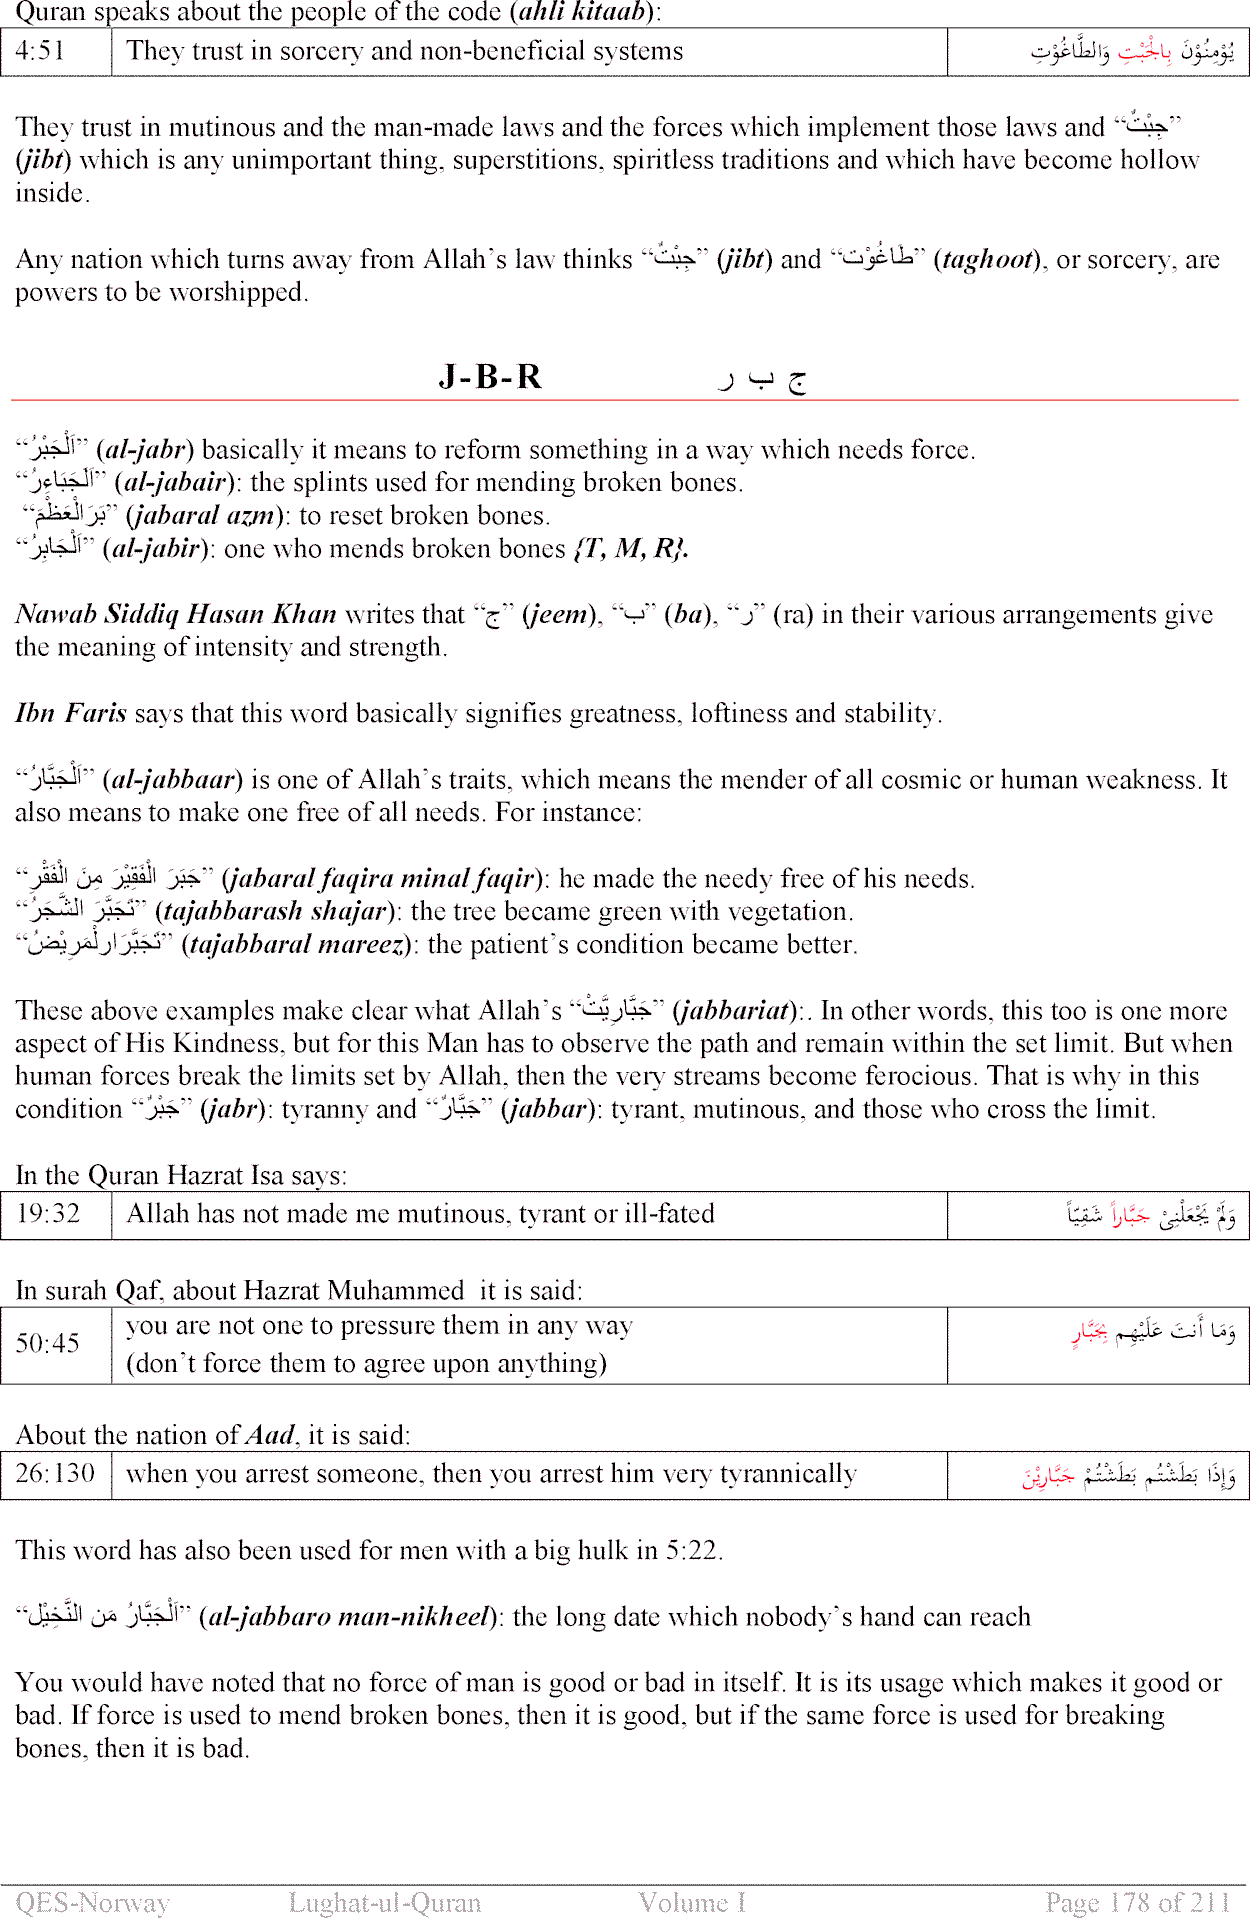 Quran speaks about the people of the code (ahli kitaab):
4:51 They trust in sorcery and non-beneficial systems يُوْمِنُوْنَ بِالْجِبْتِ وَالطَّاغُوْتِ
They trust in mutinous and the man-made laws and the forces which implement those laws and “جِبْتٌ”
(jibt) which is any unimportant thing, superstitions, spiritless traditions and which have become hollow
inside.
Any nation which turns away from Allah’s law thinks “جِبْتٌ” (jibt) and “طَاغُوْت” (taghoot), or sorcery, are
powers to be worshipped.
J-B-R ج ب ر
“اَلْجَبْرُ” (al-jabr) basically it means to reform something in a way which needs force.
“اَلْجَبَاءِرُ” (al-jabair): the splints used for mending broken bones.
“بَرَالْعَظْمَ” (jabaral azm): to reset broken bones.
“اَلْجَابِرُ” (al-jabir): one who mends broken bones {T, M, R}.
Nawab Siddiq Hasan Khan writes that “ج” (jeem), “ب” (ba), “ر” (ra) in their various arrangements give
the meaning of intensity and strength.
Ibn Faris says that this word basically signifies greatness, loftiness and stability.
“اَلْجَبَّارُ” (al-jabbaar) is one of Allah’s traits, which means the mender of all cosmic or human weakness. It
also means to make one free of all needs. For instance:
“جَبَرَ الْفَقِيْرَ مِنَ الْفَقْرِ” (jabaral faqira minal faqir): he made the needy free of his needs.
“تَجَبَّرَ الشَّجَرُ” (tajabbarash shajar): the tree became green with vegetation.
“تَجَبَّرَارلْمَرِيْضُ” (tajabbaral mareez): the patient’s condition became better.
These above examples make clear what Allah’s “جَبَّارِيَّتْ” (jabbariat):. In other words, this too is one more
aspect of His Kindness, but for this Man has to observe the path and remain within the set limit. But when
human forces break the limits set by Allah, then the very streams become ferocious. That is why in this
condition “جَبْرٌ” (jabr): tyranny and “جَبَّارٌ” (jabbar): tyrant, mutinous, and those who cross the limit.
In the Quran Hazrat Isa says:
19:32 Allah has not made me mutinous, tyrant or ill-fated وَلَمْ يَجْعَلْنِىْ جَبَّاراً شَقِيّاً
In surah Qaf, about Hazrat Muhammed it is said:
50:45 you are not one to pressure them in any way وَمَا أَنتَ عَلَيْهِم بِجَبَّارٍ
(don’t force them to agree upon anything)
About the nation of Aad, it is said:
26:130 when you arrest someone, then you arrest him very tyrannically وَإِذَا بَطَشْتُم بَطَشْتُمْ جَبَّارِيْنَ
This word has also been used for men with a big hulk in 5:22.
“اَلْجَبَّارُ مَن النَّخِيْل” (al-jabbaro man-nikheel): the long date which nobody’s hand can reach
You would have noted that no force of man is good or bad in itself. It is its usage which makes it good or
bad. If force is used to mend broken bones, then it is good, but if the same force is used for breaking
bones, then it is bad.
QES-Norway Lughat-ul-Quran Volume I Page 178 of 211